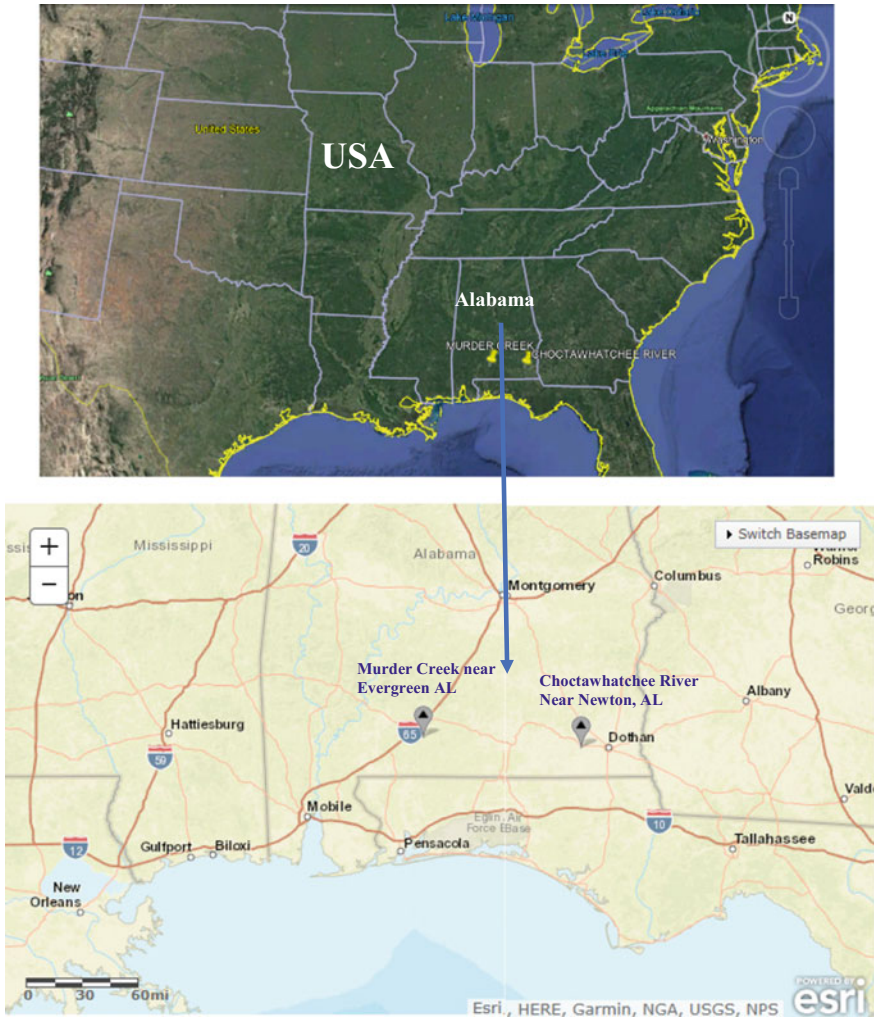 Lake Michigan
N
United States
USA
Appalachian Mountains
Washington
Alabama
MURDER CREEK
CHOCTAWHATCHEE RIVER
+
−
Mississippi
20
Alabama
Switch Basemap
Robins
Montgomery
Columbus
Murder Creek near
Evergreen AL
Choctawhatchee River
Near Newton, AL
Albany
Hattiesburg
65
Dothan
59
Mobile
Eglin Air
Force EBase
10
12
Gulfport
Biloxi
Pensacola
Tallahassee
New
Orleans
0 30 60mi
Esri, HERE, Garmin, NGA, USGS, NPS
POWERED BY
esri